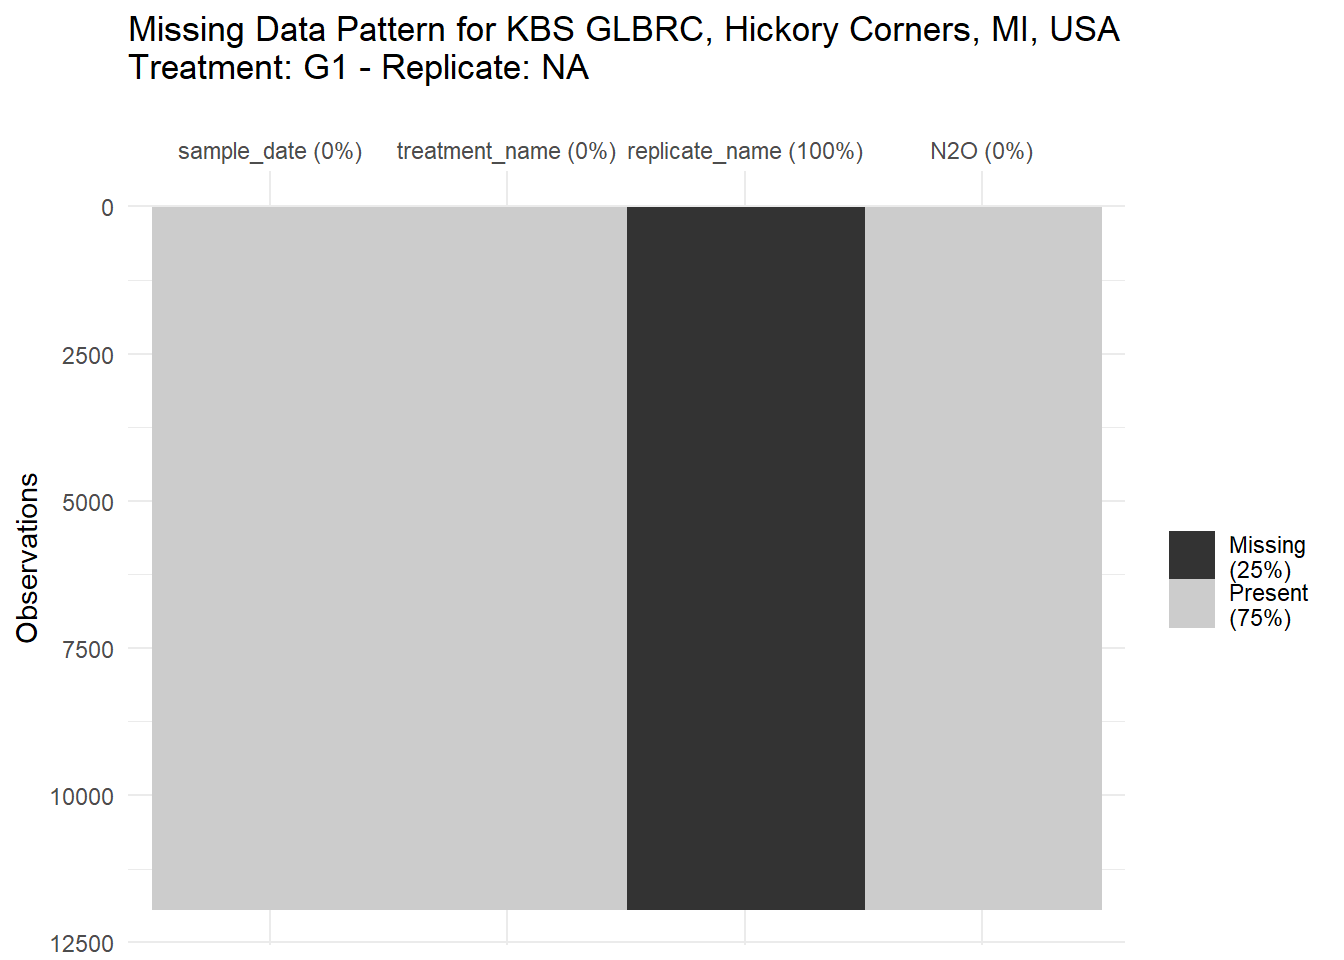 Missing Data Pattern for KBS GLBRC, Hickory Corners, MI, USA
Treatment: G1 - Replicate: NA
sample_date (0%) treatment_name (0%) replicate_name (100%) N2O (0%)
0
2500
5000
7500
10000
12500
Observations
Missing
(25%)
Present
(75%)